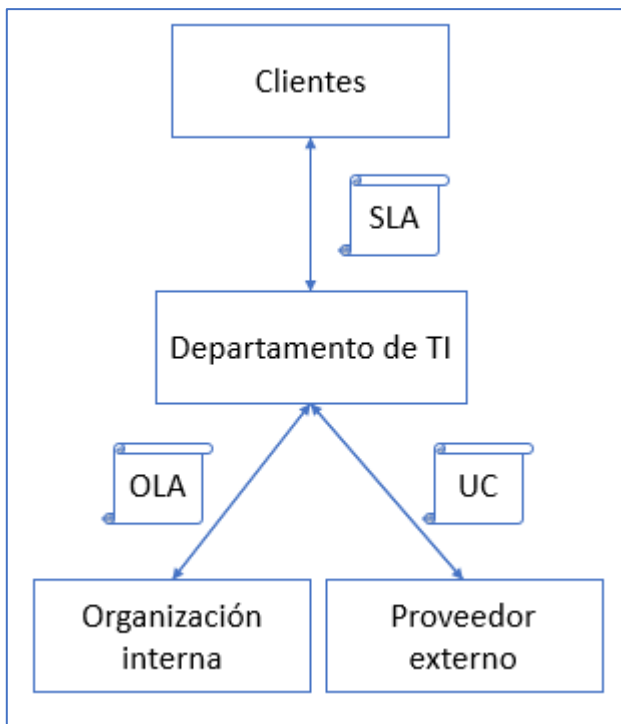 Clientes
SLA
Departamento de TI
OLA
UC
Organización
interna
Proveedor
externo